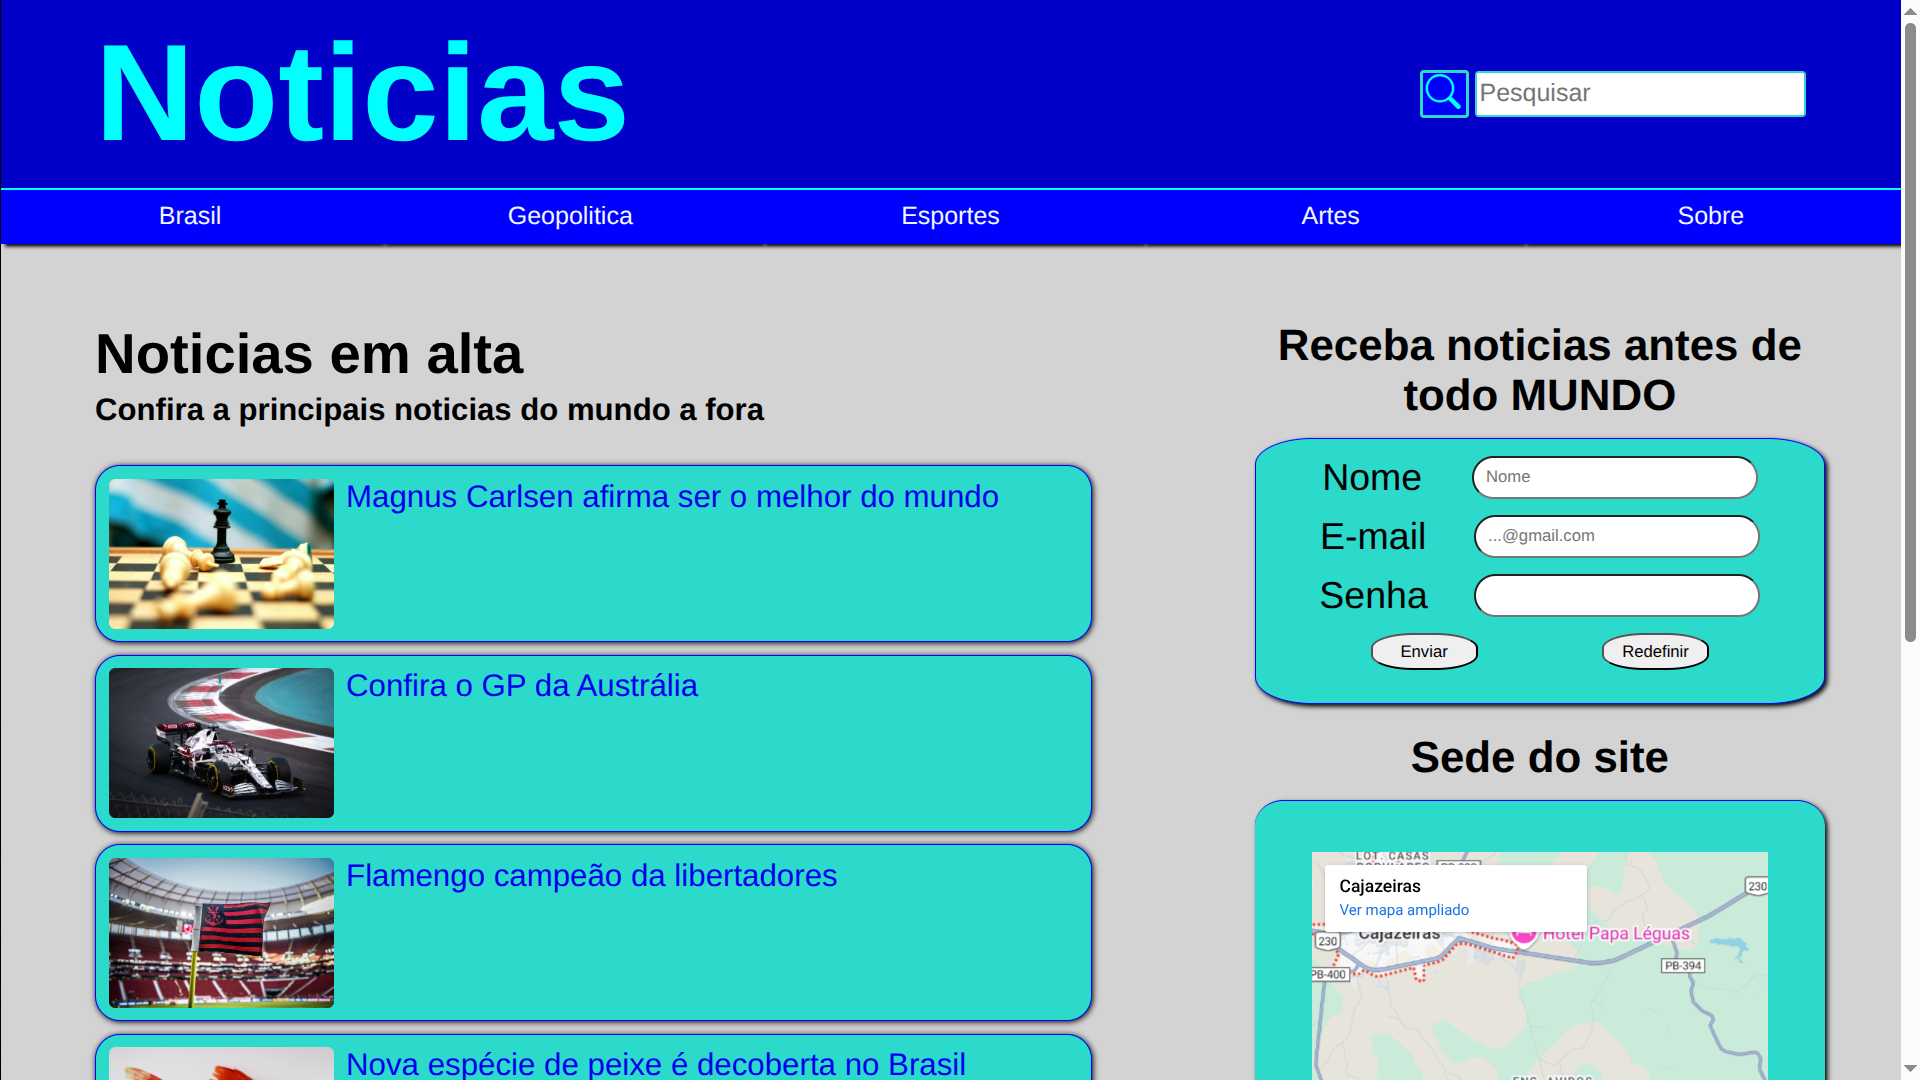 Noticias
Pesquisar
Brasil
Geopolitica
Esportes
Artes
Sobre
Noticias em alta
Confira a principais noticias do mundo a fora
Magnus Carlsen afirma ser o melhor do mundo
Confira o GP da Austrália
Flamengo campeão da libertadores
Nova espécie de peixe é decoberta no Brasil
Receba noticias antes de
todo MUNDO
Nome
Nome
E-mail
...@gmail.com
Senha
Enviar
Redefinir
Sede do site
LOT. CASAS
Cajazeiras
Ver mapa ampliado
230
230
Cajazeiras
Hotel Papa Léguas
PB-400
PB-394